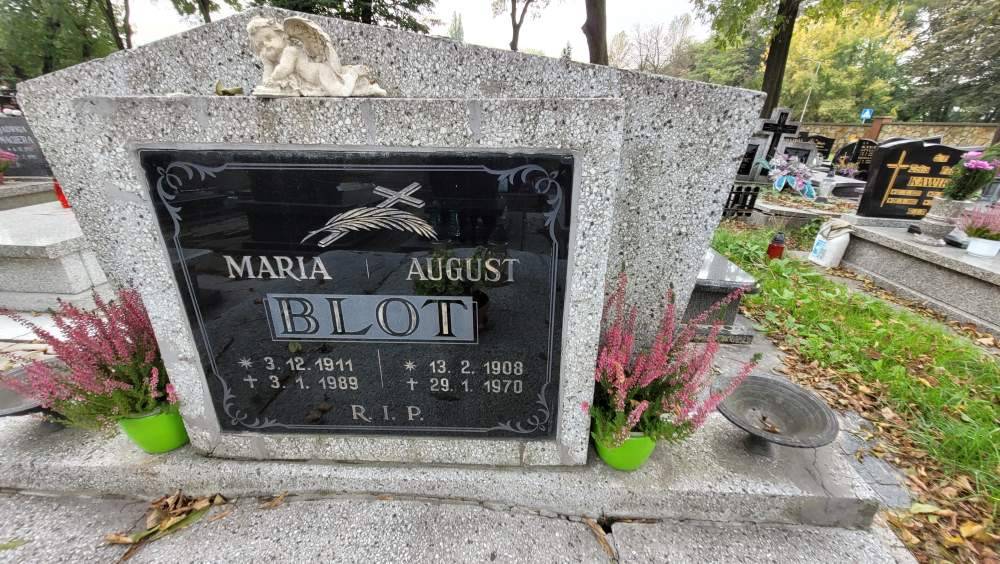 MARIA | AUGUST
BLOT
* 3. 12. 1911 | * 13. 2. 1908
+ 3. 1. 1989 | + 29. 1. 1970
R. I. P.